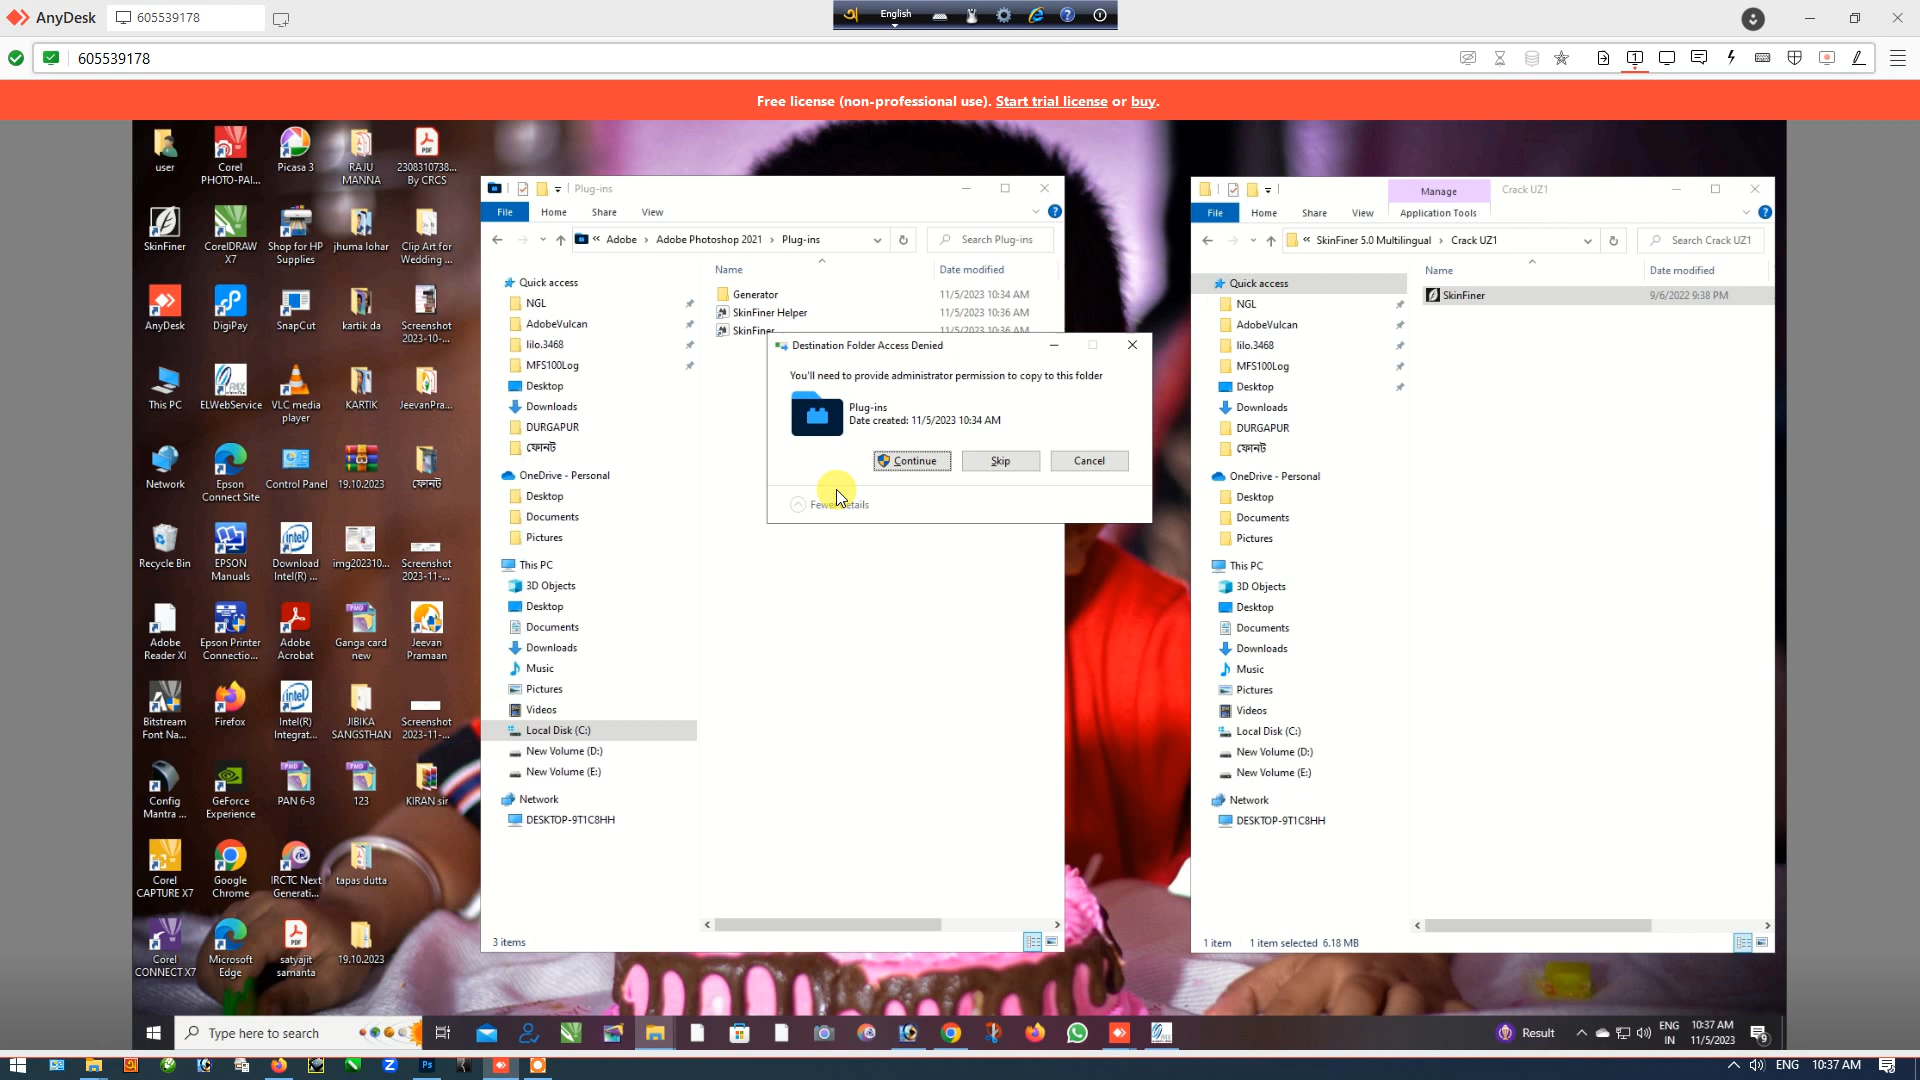 AnyDesk
605539178
English
605539178
Free license (non-professional use). Start trial license or buy.
user
Corel
PHOTO-PAI...
Picasa 3
RAJU
MANNA
2308310738...
By CRCS
SkinFiner
CorelDRAW
X7
Shop for HP
Supplies
jhuma lohar
Clip Art for
Wedding ...
AnyDesk
DigiPay
SnapCut
kartik da
Screenshot
2023-10-...
This PC
ELWebService
VLC media
player
KARTIK
JeevanPra...
Network
Epson
Connect Site
Control Panel
19.10.2023
ফোনট
Recycle Bin
EPSON
Manuals
Download
Intel(R) ...
img202310...
Screenshot
2023-11-...
Adobe
Reader XI
Epson Printer
Connectio...
Adobe
Acrobat
Ganga card
new
Jeevan
Pramaan
Bitstream
Font Na...
Firefox
Intel(R)
Integrat...
JIBIKA
SANGSTHAN
Screenshot
2023-11-...
Config
Mantra ...
GeForce
Experience
PAN 6-8
123
KIRAN sir
Corel
CAPTURE X7
Google
Chrome
IRCTC Next
Generati...
tapas dutta
Corel
CONNECT X7
Microsoft
Edge
satyajit
samanta
19.10.2023
Plug-ins
File Home Share View
« Adobe › Adobe Photoshop 2021 › Plug-ins
Search Plug-ins
Name Date modified
Generator 11/5/2023 10:34 AM
SkinFiner Helper 11/5/2023 10:36 AM
SkinFiner 11/5/2023 10:36 AM
Quick access
NGL
AdobeVulcan
lilo.3468
MFS100Log
Desktop
Downloads
DURGAPUR
ফোনট
OneDrive - Personal
Desktop
Documents
Pictures
This PC
3D Objects
Desktop
Documents
Downloads
Music
Pictures
Videos
Local Disk (C:)
New Volume (D:)
New Volume (E:)
Network
DESKTOP-9T1C8HH
3 items
Destination Folder Access Denied
You'll need to provide administrator permission to copy to this folder
Plug-ins
Date created: 11/5/2023 10:34 AM
Continue Skip Cancel
Manage Crack UZ1
File Home Share View Application Tools
« SkinFiner 5.0 Multilingual › Crack UZ1
Search Crack UZ1
Name Date modified
SkinFiner 9/6/2022 9:38 PM
Quick access
NGL
AdobeVulcan
lilo.3468
MFS100Log
Desktop
Downloads
DURGAPUR
ফোনট
OneDrive - Personal
Desktop
Documents
Pictures
This PC
3D Objects
Desktop
Documents
Downloads
Music
Pictures
Videos
Local Disk (C:)
New Volume (D:)
New Volume (E:)
Network
DESKTOP-9T1C8HH
1 item 1 item selected 6.18 MB
Type here to search
Result
ENG
IN
10:37 AM
11/5/2023
ENG 10:37 AM